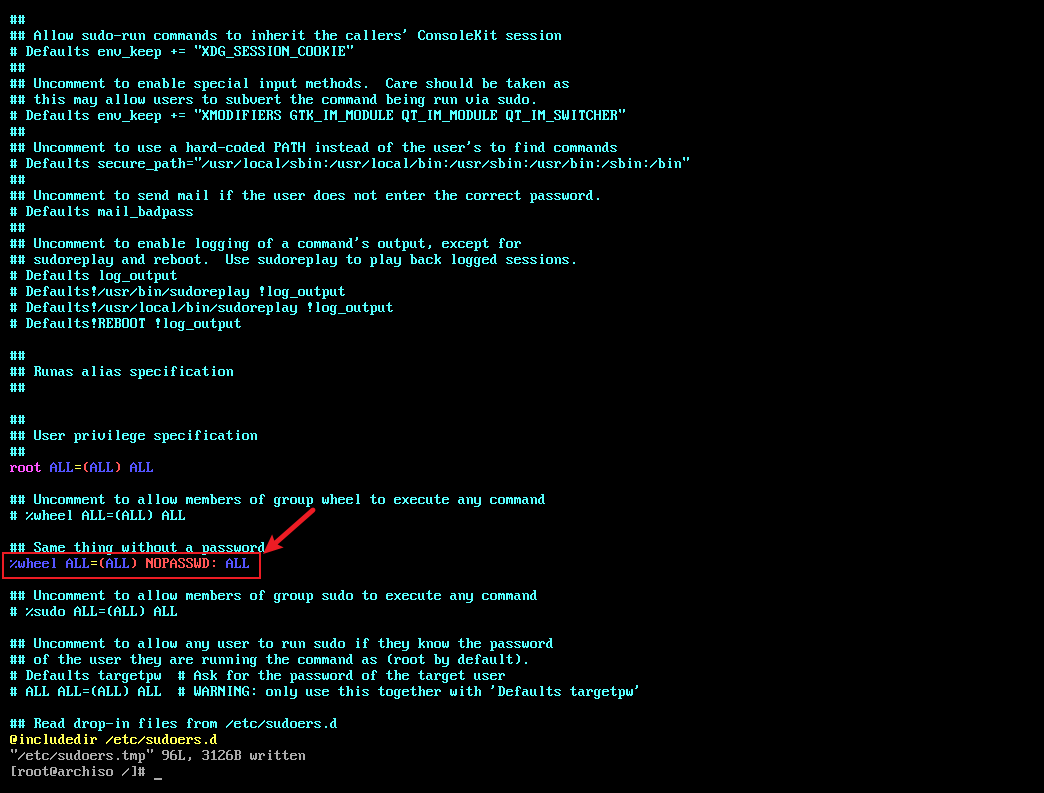 ##
## Allow sudo-run commands to inherit the callers' ConsoleKit session
# Defaults env_keep += "XDG_SESSION_COOKIE"
##
## Uncomment to enable special input methods.  Care should be taken as
## this may allow users to subvert the command being run via sudo.
# Defaults env_keep += "XMODIFIERS GTK_IM_MODULE QT_IM_MODULE QT_IM_SWITCHER"
##
## Uncomment to use a hard-coded PATH instead of the user's to find commands
# Defaults secure_path="/usr/local/sbin:/usr/local/bin:/usr/sbin:/usr/bin:/sbin:/bin"
##
## Uncomment to send mail if the user does not enter the correct password.
# Defaults mail_badpass
##
## Uncomment to enable logging of a command's output, except for
## sudoreplay and reboot.  Use sudoreplay to play back logged sessions.
# Defaults log_output
# Defaults!/usr/bin/sudoreplay !log_output
# Defaults!/usr/local/bin/sudoreplay !log_output
# Defaults!REBOOT !log_output
##
## Runas alias specification
##
##
## User privilege specification
##
root ALL=(ALL) ALL
## Uncomment to allow members of group wheel to execute any command
# %wheel ALL=(ALL) ALL
## Same thing without a password
%wheel ALL=(ALL) NOPASSWD: ALL
## Uncomment to allow members of group sudo to execute any command
# %sudo ALL=(ALL) ALL
## Uncomment to allow any user to run sudo if they know the password
## of the user they are running the command as (root by default).
# Defaults targetpw  # Ask for the password of the target user
# ALL ALL=(ALL) ALL  # WARNING: only use this together with 'Defaults targetpw'
## Read drop-in files from /etc/sudoers.d
@includedir /etc/sudoers.d
"/etc/sudoers.tmp" 96L, 3126B written
[root@archiso /]# _